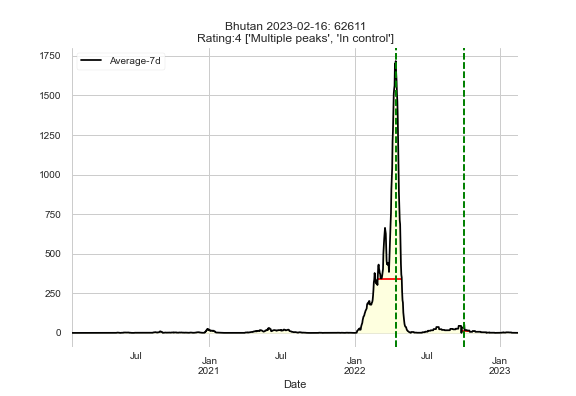 Bhutan 2023-02-16: 62611
Rating:4 ['Multiple peaks', 'In control']
Average-7d
1750
1500
1250
1000
750
500
250
0
Jul
Jan
2021
Jul
Jan
2022
Jul
Jan
2023
Date